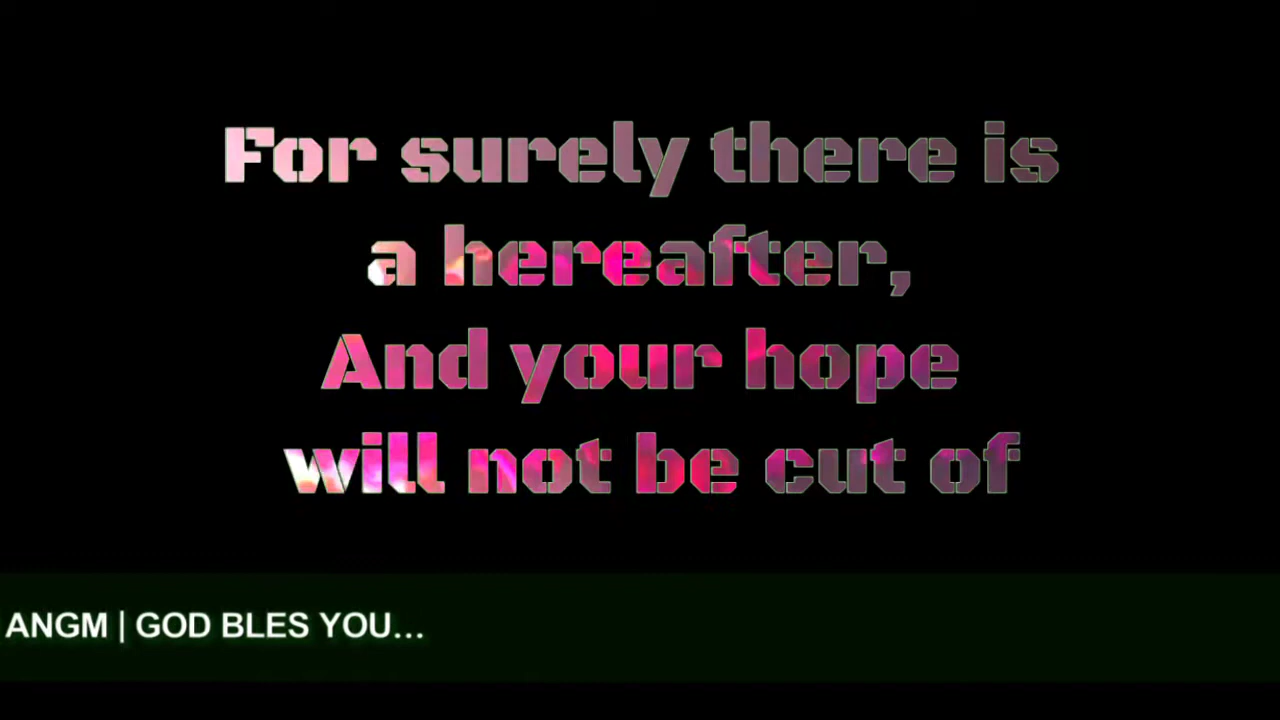 For surely there is
a hereafter,
And your hope
will not be cut of
ANGM | GOD BLES YOU...